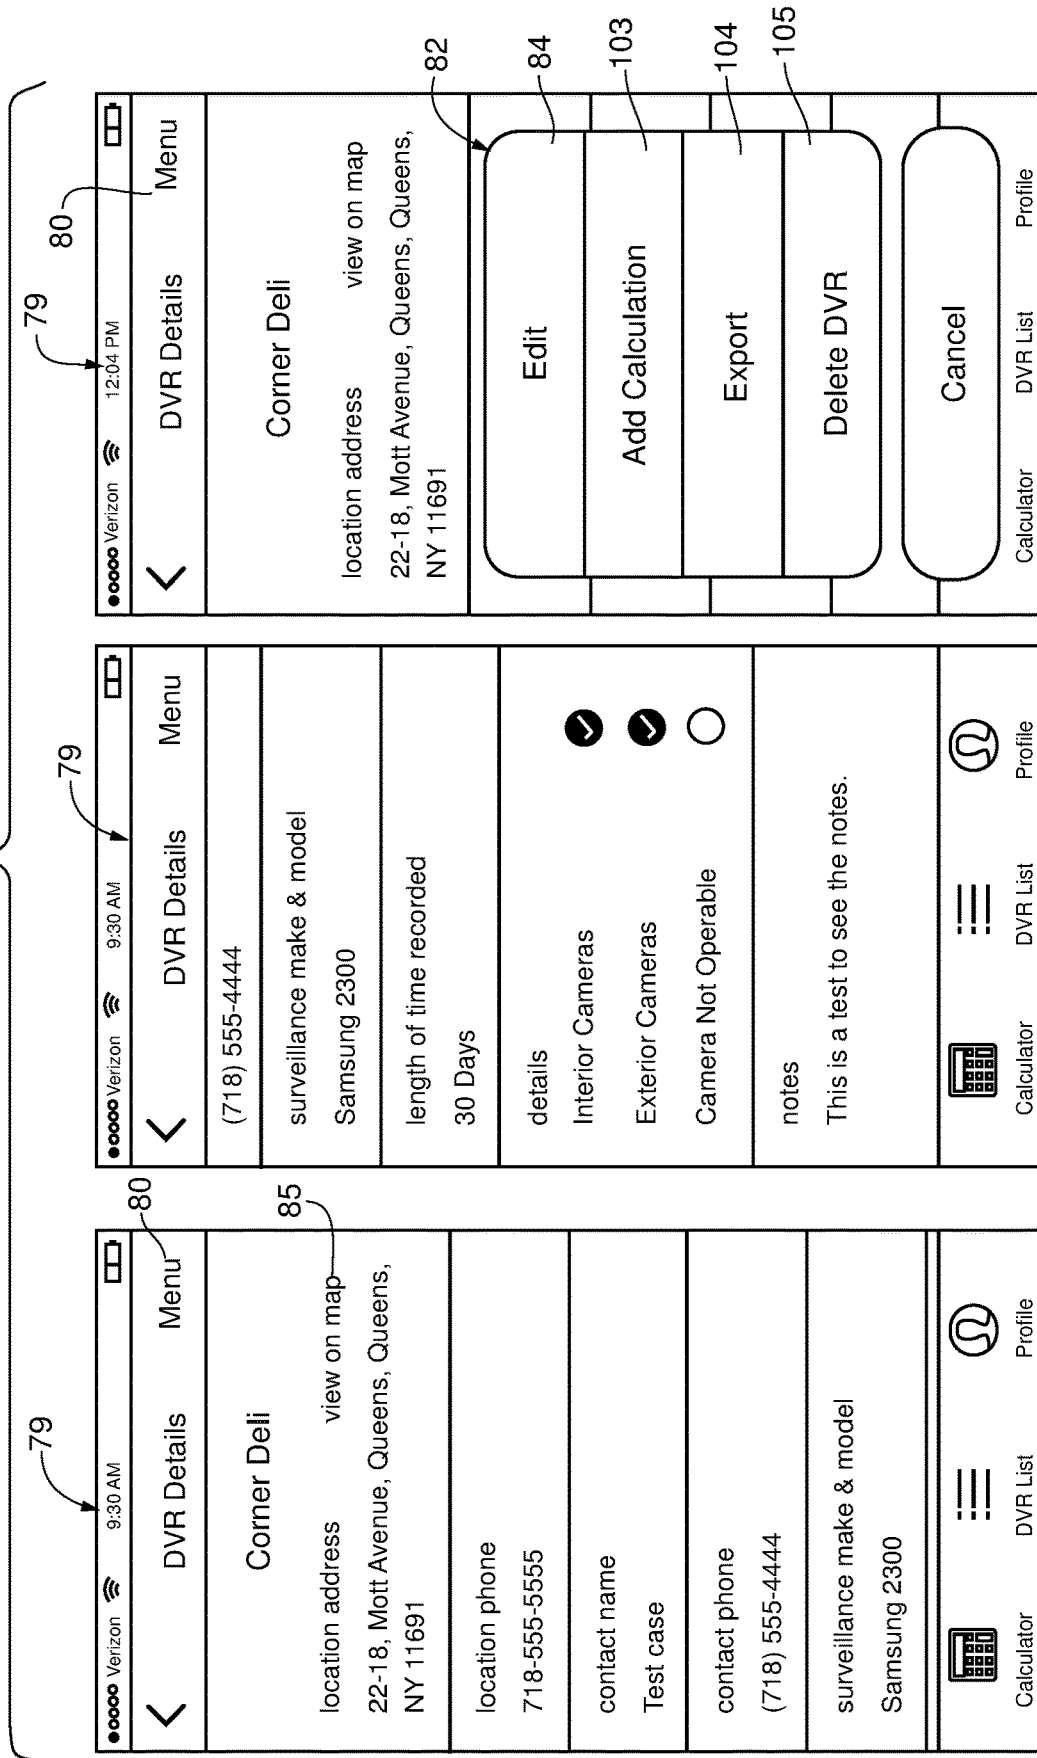 79
●○○○○ Verizon 9:30 AM
DVR Details
Menu
80
Corner Deli
location address view on map
85
22-18, Mott Avenue, Queens, Queens,
NY 11691
location phone
718-555-5555
contact name
Test case
contact phone
(718) 555-4444
surveillance make & model
Samsung 2300
Calculator DVR List Profile
79
●○○○○ Verizon 9:30 AM
DVR Details
Menu
(718) 555-4444
surveillance make & model
Samsung 2300
length of time recorded
30 Days
details
Interior Cameras
Exterior Cameras
Camera Not Operable
notes
This is a test to see the notes.
Calculator DVR List Profile
79
80
●○○○○ Verizon 12:04 PM
DVR Details
Menu
Corner Deli
location address view on map
22-18, Mott Avenue, Queens, Queens,
NY 11691
82
Edit
84
Add Calculation
103
Export
104
Delete DVR
105
Cancel
Calculator DVR List Profile